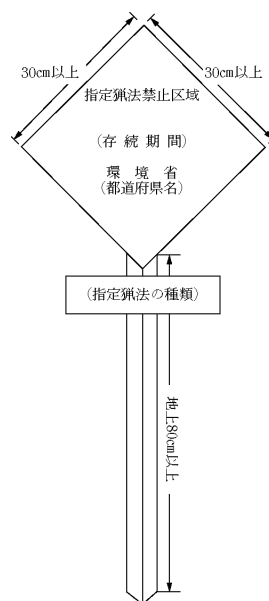 30cm以上
30cm以上
指定猟法禁止区域
(存続期間)
環境省
(都道府県名)
(指定猟法の種類)
地上80cm以上